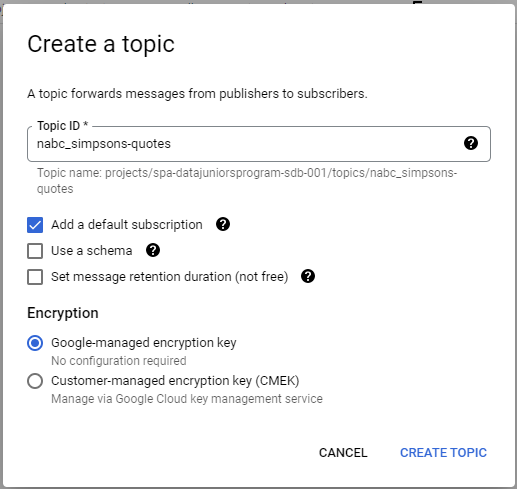 Create a topic
A topic forwards messages from publishers to subscribers.
Topic ID *
nabc_simpsons-quotes
Topic name: projects/spa-datajuniorsprogram-sdb-001/topics/nabc_simpsons-
quotes
Add a default subscription
Use a schema
Set message retention duration (not free)
Encryption
Google-managed encryption key
No configuration required
Customer-managed encryption key (CMEK)
Manage via Google Cloud key management service
CANCEL CREATE TOPIC